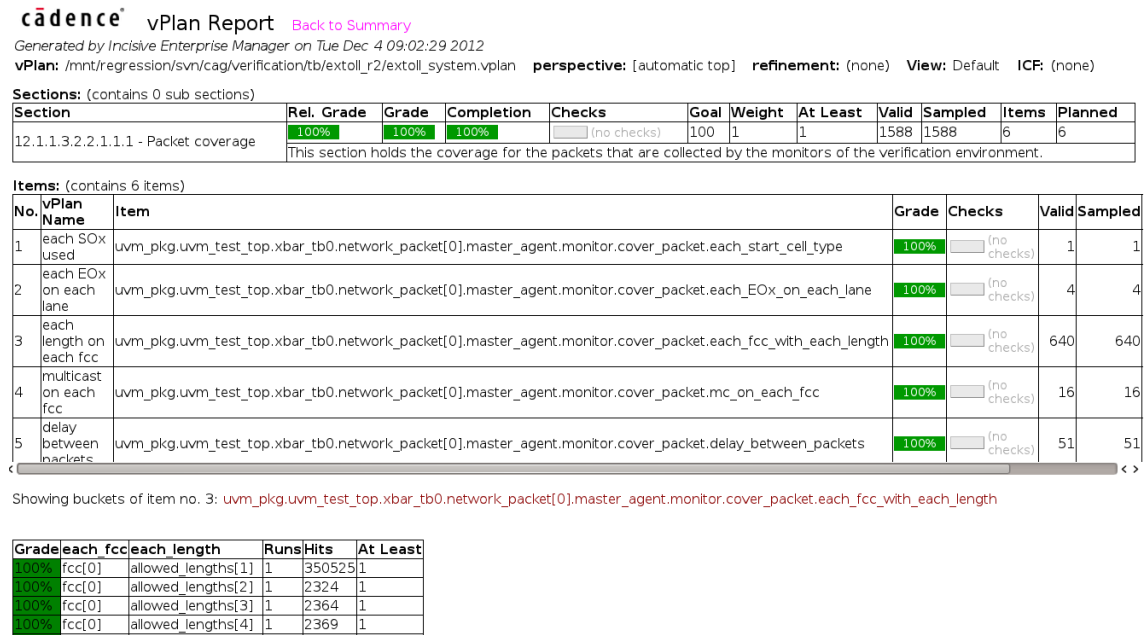 cādence® vPlan Report Back to Summary
Generated by Incisive Enterprise Manager on Tue Dec 4 09:02:29 2012
vPlan: /mnt/regression/svn/cag/verification/tb/extoll_r2/extoll_system.vplan perspective: [automatic top] refinement: (none) View: Default ICF: (none)
Sections: (contains 0 sub sections)
Section Rel. Grade Grade Completion Checks Goal Weight At Least Valid Sampled Items Planned
12.1.1.3.2.2.1.1.1 - Packet coverage 100% 100% 100% (no checks) 100 1 1 1588 1588 6 6
This section holds the coverage for the packets that are collected by the monitors of the verification environment.
Items: (contains 6 items)
No. vPlan Name Item Grade Checks Valid Sampled
1 each SOx used uvm_pkg.uvm_test_top.xbar_tb0.network_packet[0].master_agent.monitor.cover_packet.each_start_cell_type 100% (no checks) 1 1
2 each EOx on each lane uvm_pkg.uvm_test_top.xbar_tb0.network_packet[0].master_agent.monitor.cover_packet.each_EOx_on_each_lane 100% (no checks) 4 4
3 each length on each fcc uvm_pkg.uvm_test_top.xbar_tb0.network_packet[0].master_agent.monitor.cover_packet.each_fcc_with_each_length 100% (no checks) 640 640
4 multicast on each fcc uvm_pkg.uvm_test_top.xbar_tb0.network_packet[0].master_agent.monitor.cover_packet.mc_on_each_fcc 100% (no checks) 16 16
5 delay between packets uvm_pkg.uvm_test_top.xbar_tb0.network_packet[0].master_agent.monitor.cover_packet.delay_between_packets 100% (no checks) 51 51
Showing buckets of item no. 3: uvm_pkg.uvm_test_top.xbar_tb0.network_packet[0].master_agent.monitor.cover_packet.each_fcc_with_each_length
Grade each_fcc each_length Runs Hits At Least
100% fcc[0] allowed_lengths[1] 1 350525 1
100% fcc[0] allowed_lengths[2] 1 2324 1
100% fcc[0] allowed_lengths[3] 1 2364 1
100% fcc[0] allowed_lengths[4] 1 2369 1